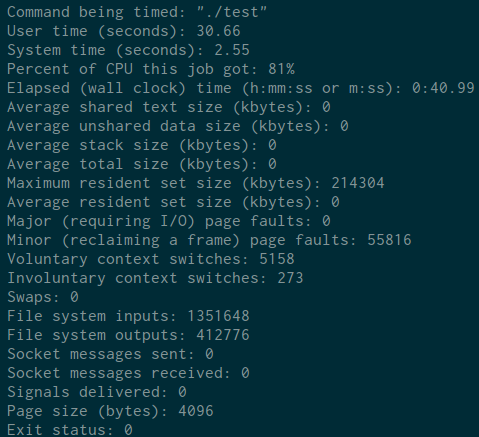 Command being timed: "./test"
User time (seconds): 30.66
System time (seconds): 2.55
Percent of CPU this job got: 81%
Elapsed (wall clock) time (h:mm:ss or m:ss): 0:40.99
Average shared text size (kbytes): 0
Average unshared data size (kbytes): 0
Average stack size (kbytes): 0
Average total size (kbytes): 0
Maximum resident set size (kbytes): 214304
Average resident set size (kbytes): 0
Major (requiring I/O) page faults: 0
Minor (reclaiming a frame) page faults: 55816
Voluntary context switches: 5158
Involuntary context switches: 273
Swaps: 0
File system inputs: 1351648
File system outputs: 412776
Socket messages sent: 0
Socket messages received: 0
Signals delivered: 0
Page size (bytes): 4096
Exit status: 0